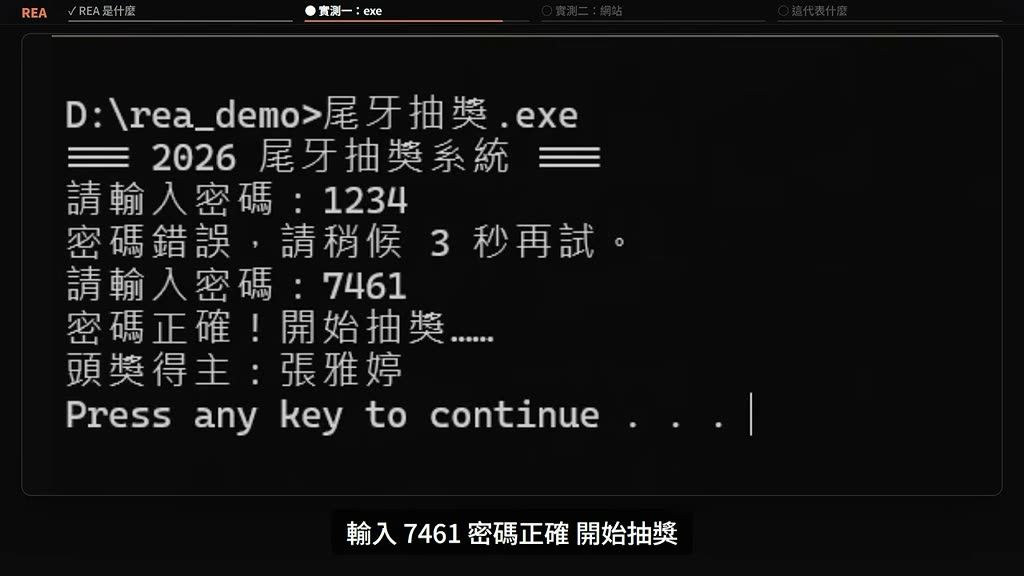 REA
✓ REA 是什麼
實測一：exe
實測二：網站
這代表什麼
D:\rea_demo>尾牙抽獎.exe
═══ 2026 尾牙抽獎系統 ═══
請輸入密碼：1234
密碼錯誤，請稍候 3 秒再試。
請輸入密碼：7461
密碼正確！開始抽獎……
頭獎得主：張雅婷
Press any key to continue . . .
輸入 7461 密碼正確 開始抽獎